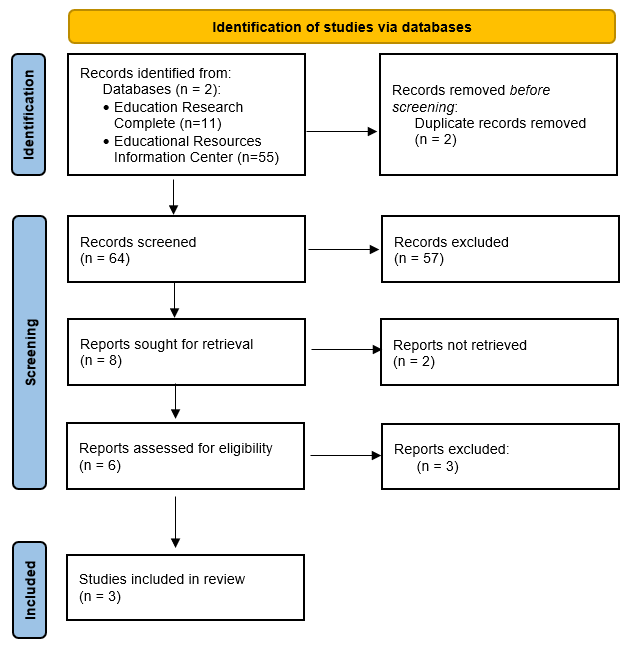 Identification of studies via databases
Identification
Records identified from:
Databases (n = 2):
• Education Research
Complete (n=11)
• Educational Resources
Information Center (n=55)
Records removed before
screening:
Duplicate records removed
(n = 2)
Screening
Records screened
(n = 64)
Records excluded
(n = 57)
Reports sought for retrieval
(n = 8)
Reports not retrieved
(n = 2)
Reports assessed for eligibility
(n = 6)
Reports excluded:
(n = 3)
Included
Studies included in review
(n = 3)